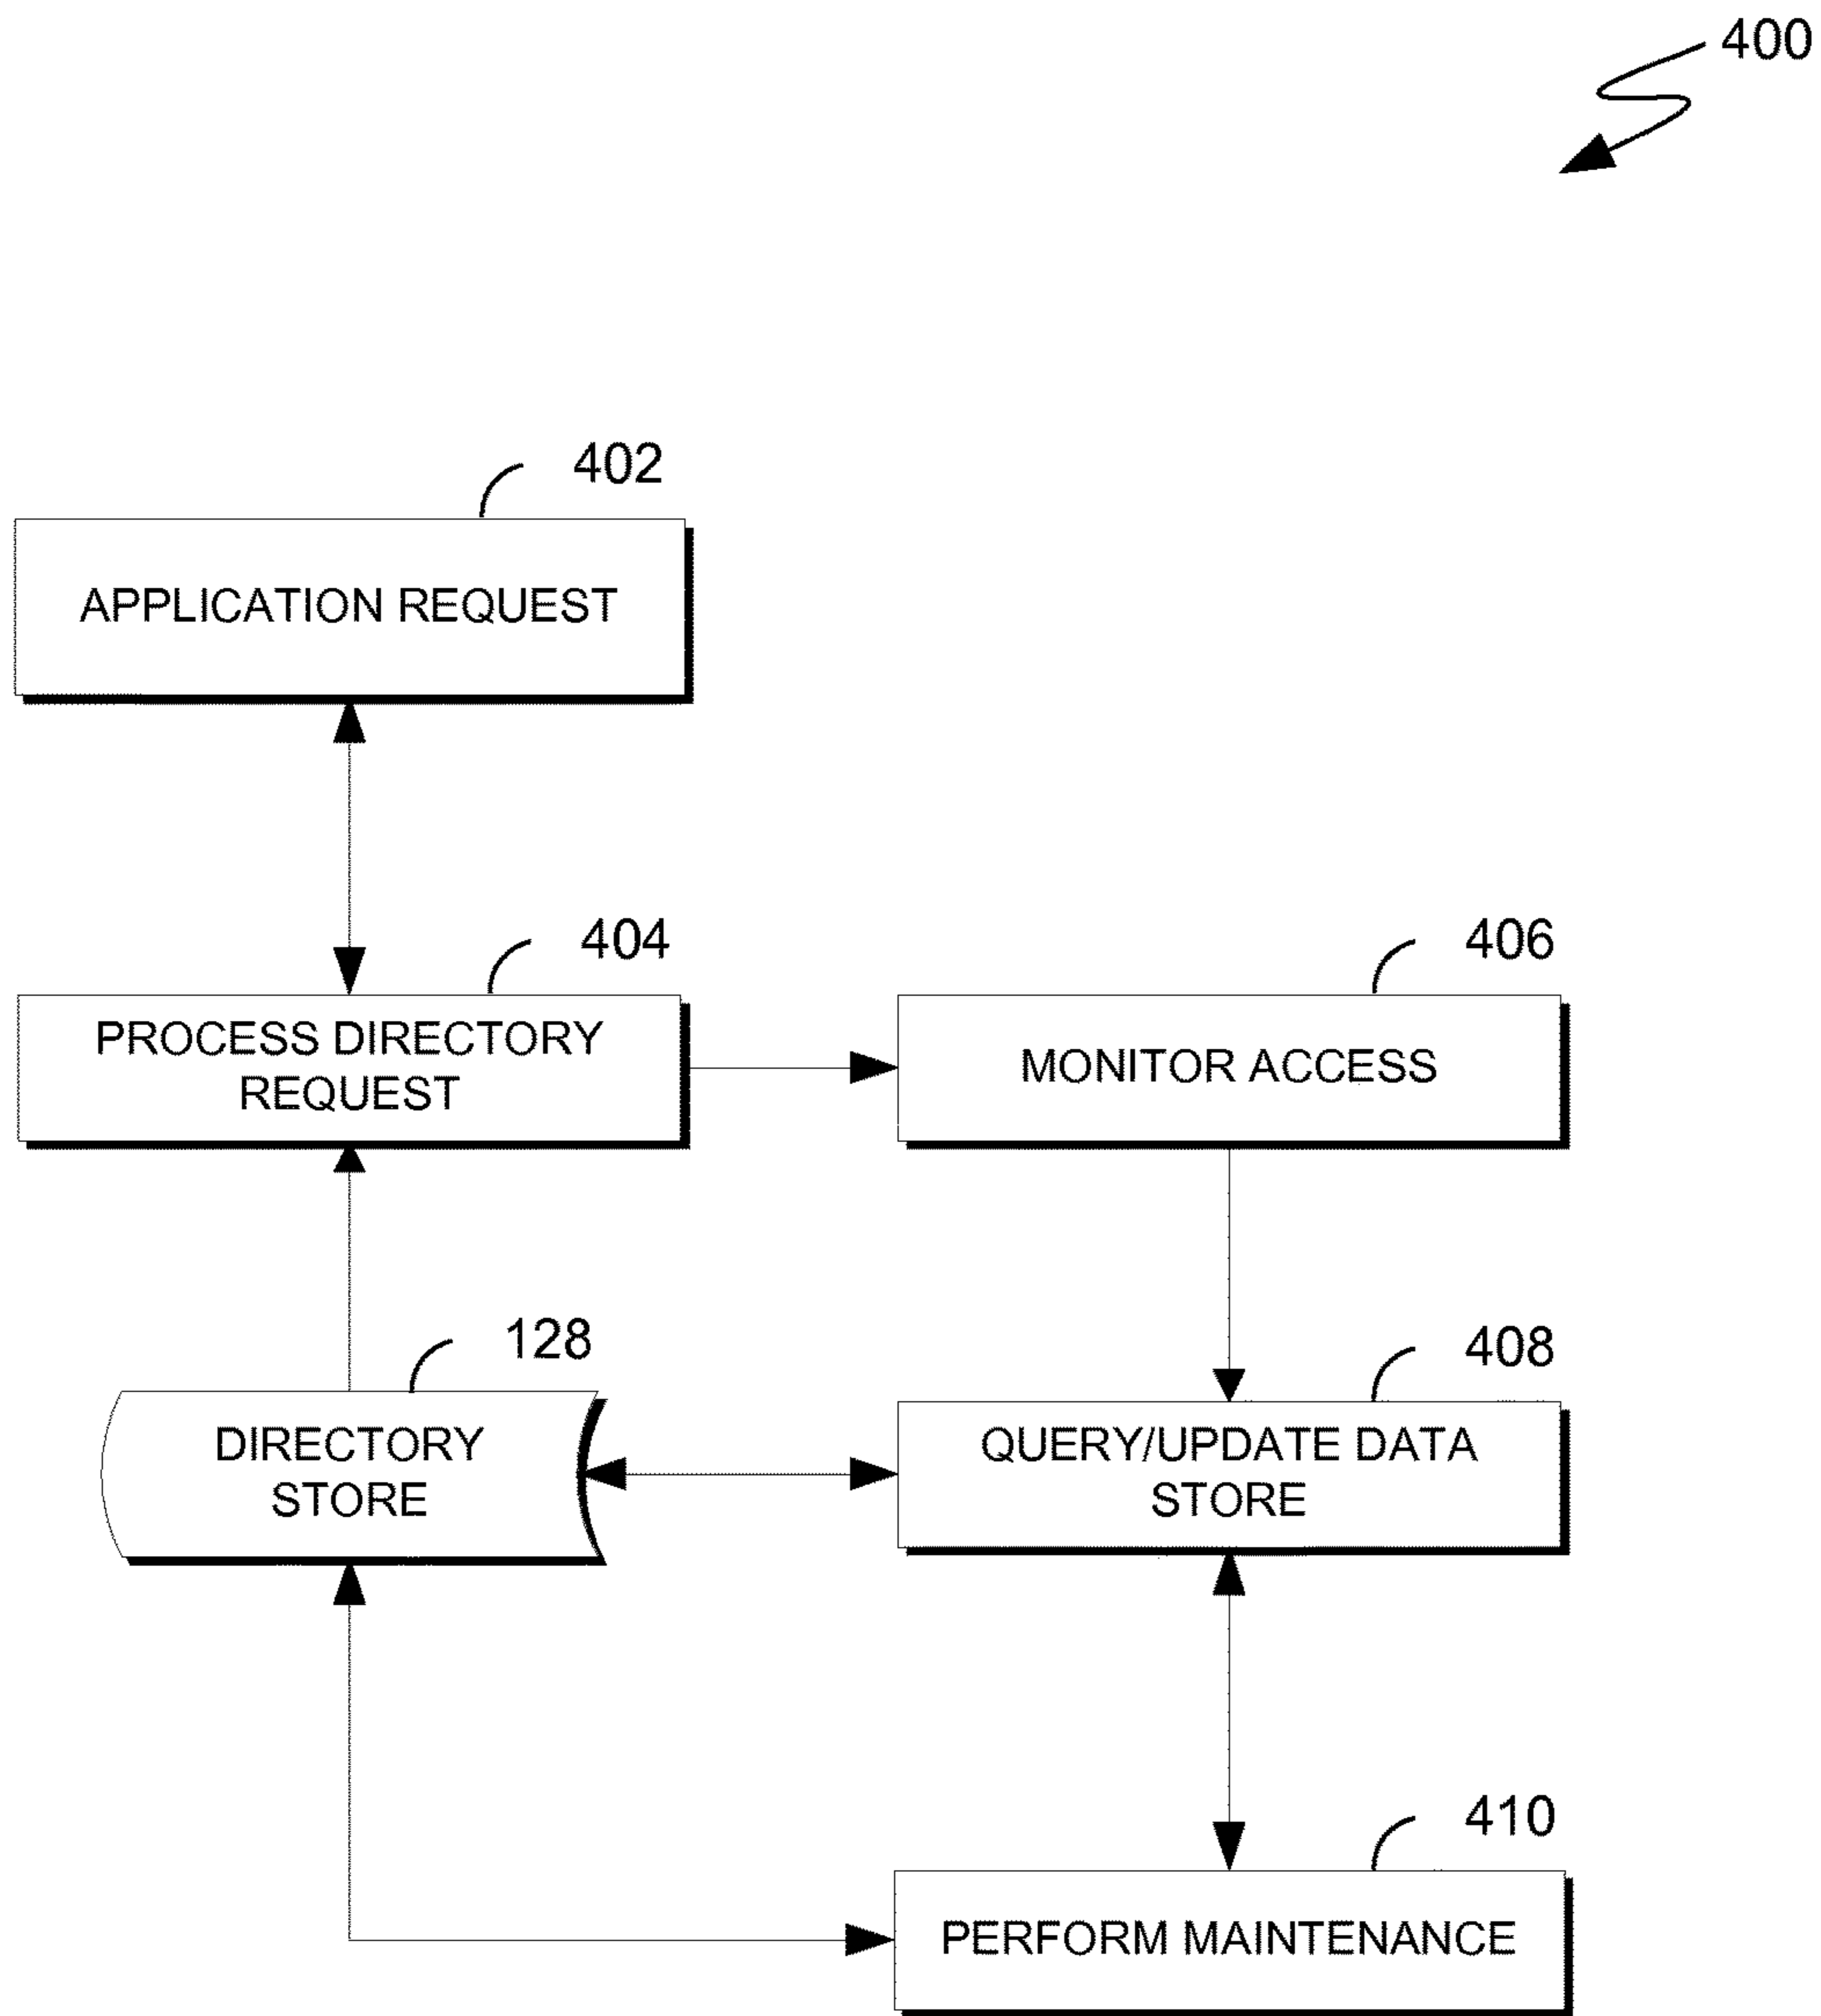 400
402
APPLICATION REQUEST
404
PROCESS DIRECTORY
REQUEST
406
MONITOR ACCESS
128
DIRECTORY
STORE
408
QUERY/UPDATE DATA
STORE
410
PERFORM MAINTENANCE